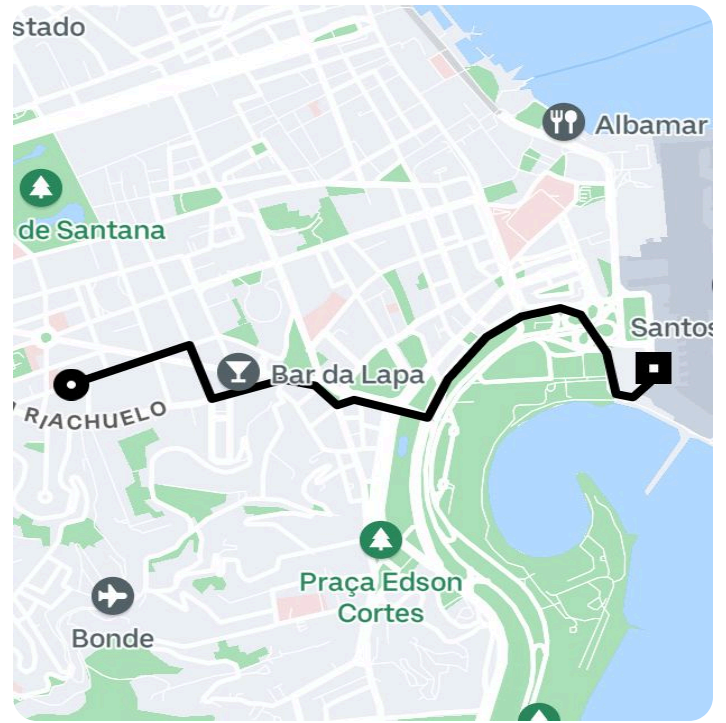 stado
Albamar
de Santana
Santos
Bar da Lapa
RIACHUELO
Praça Edson
Cortes
Bonde